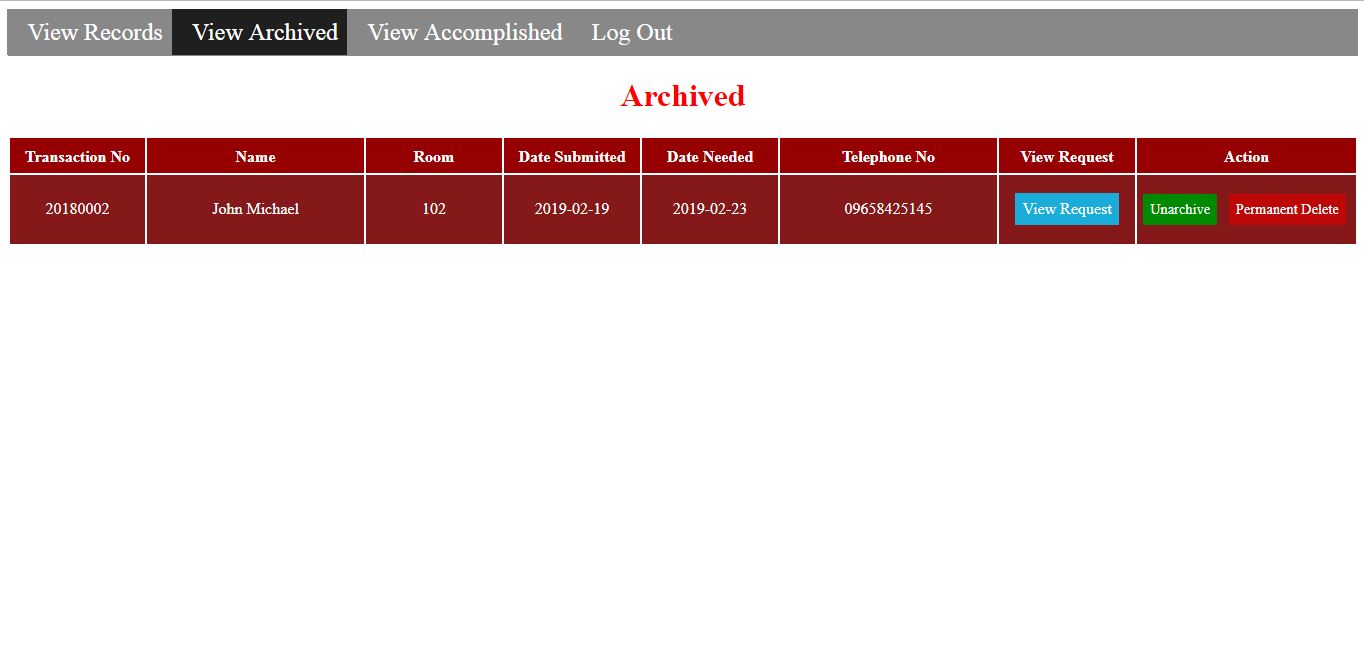 View Records View Archived View Accomplished Log Out
Archived
Transaction No Name Room Date Submitted Date Needed Telephone No View Request Action
20180002 John Michael 102 2019-02-19 2019-02-23 09658425145 View Request Unarchive Permanent Delete